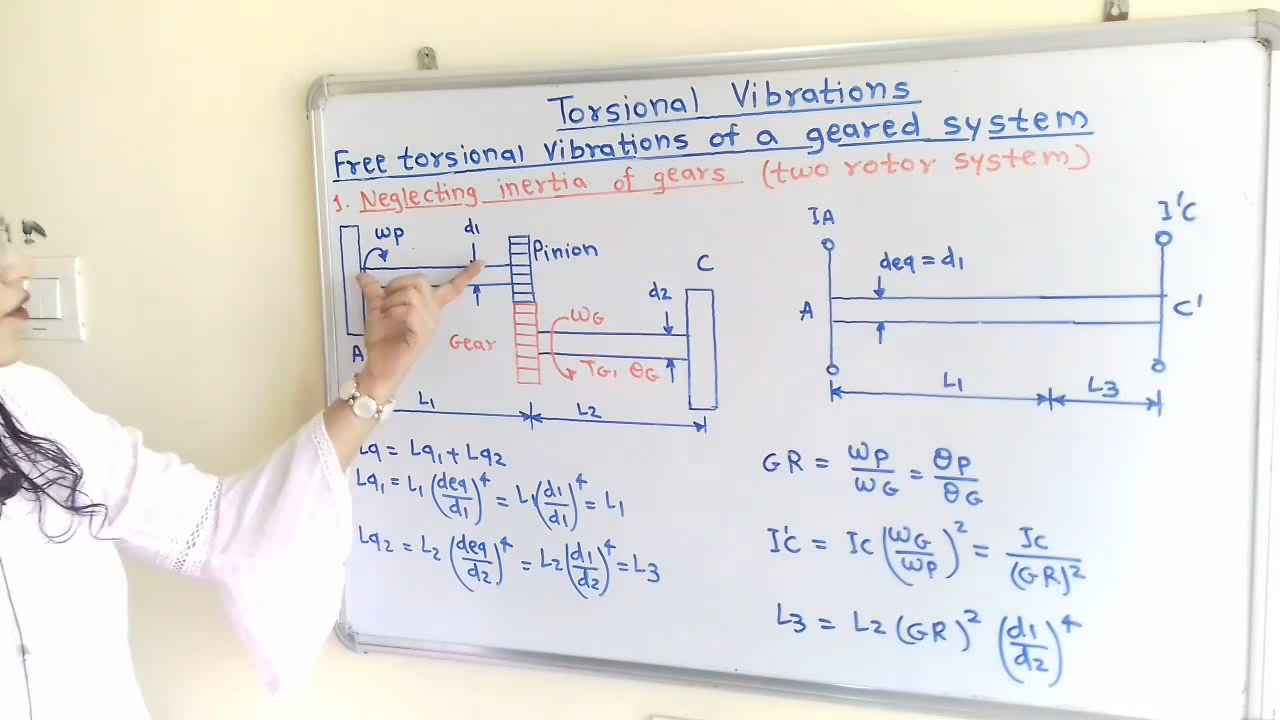 Torsional Vibrations
Free torsional vibrations of a geared system
1. Neglecting inertia of gears (two rotor system)
ωP
d1
Pinion
A
Gear
ωG
TG, θG
d2
C
L1
L2
IA
I'C
deq = d1
A
C'
L1
L3
Lq = Lq1 + Lq2
Lq1 = L1 (deq/d1)^4 = L1 (d1/d1)^4 = L1
Lq2 = L2 (deq/d2)^4 = L2 (d1/d2)^4 = L3
GR = ωP/ωG = θP/θG
I'C = IC (ωG/ωP)^2 = IC/(GR)^2
L3 = L2 (GR)^2 (d1/d2)^4